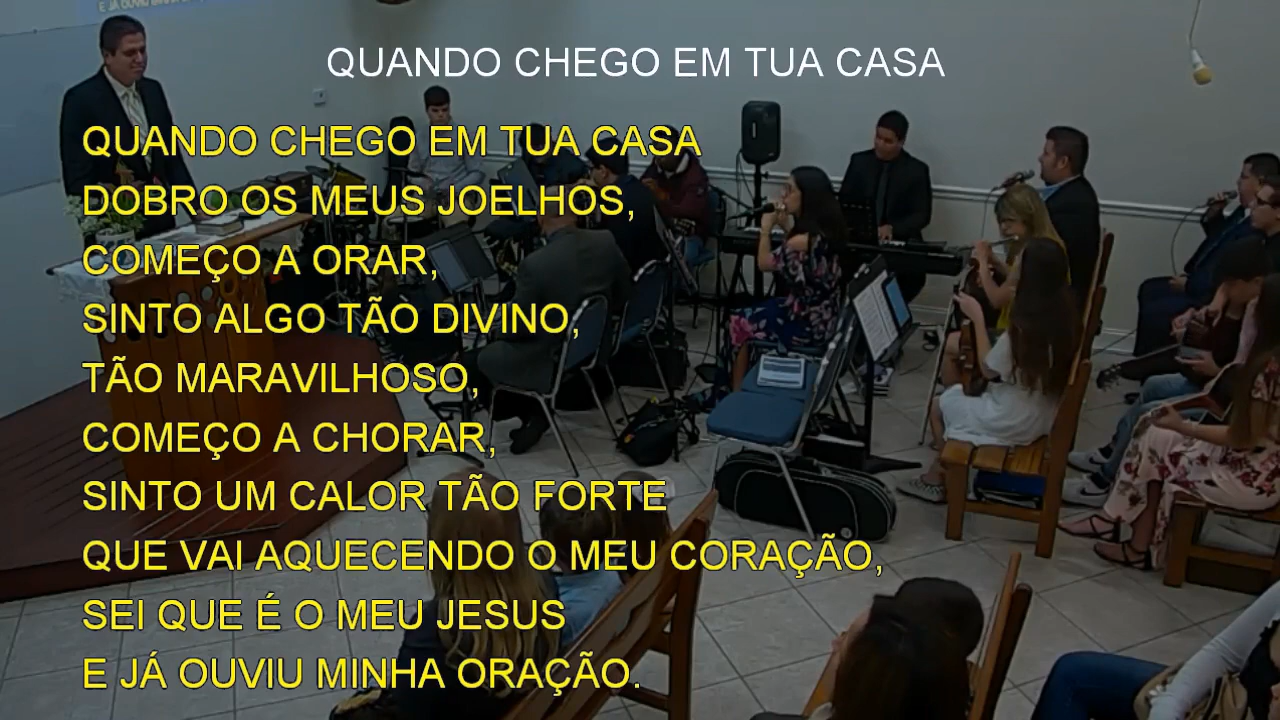 E JÁ OUVIU
QUANDO CHEGO EM TUA CASA
QUANDO CHEGO EM TUA CASA
DOBRO OS MEUS JOELHOS,
COMEÇO A ORAR,
SINTO ALGO TÃO DIVINO,
TÃO MARAVILHOSO,
COMEÇO A CHORAR,
SINTO UM CALOR TÃO FORTE
QUE VAI AQUECENDO O MEU CORAÇÃO,
SEI QUE É O MEU JESUS
E JÁ OUVIU MINHA ORAÇÃO.